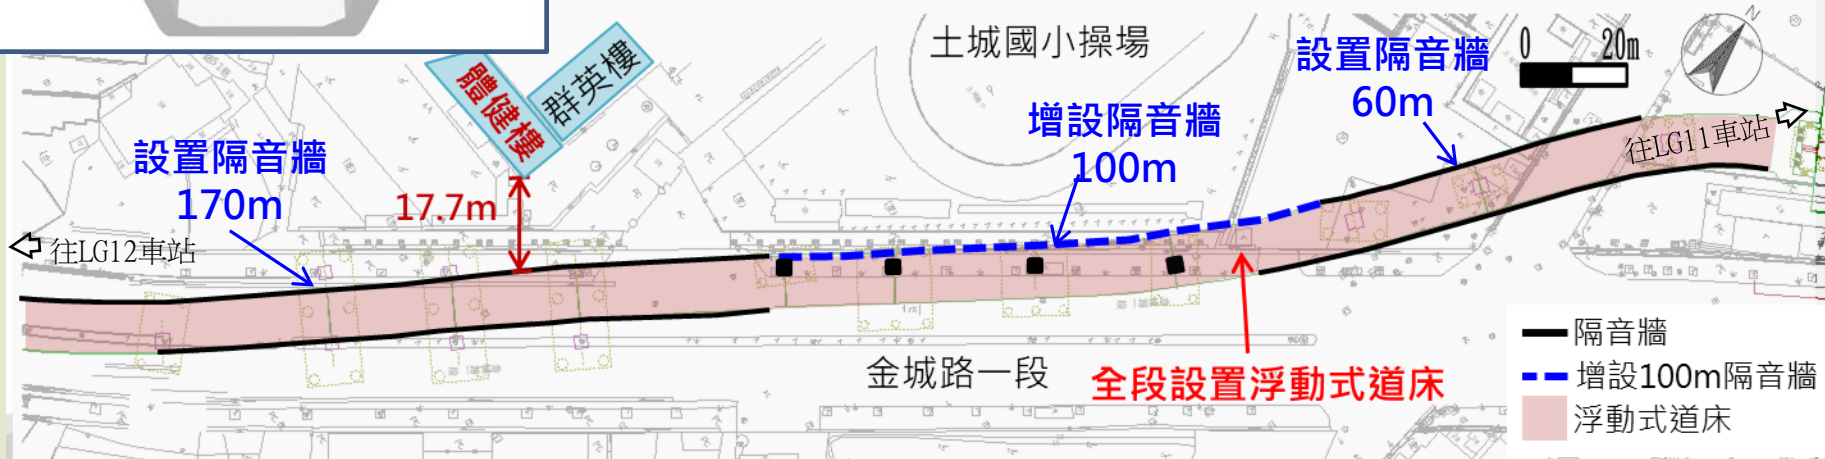 土城國小操場
設置隔音牆
60m
0 20m
N
體健樓
群英樓
增設隔音牆
100m
往LG11車站
設置隔音牆
170m
17.7m
往LG12車站
金城路一段
全段設置浮動式道床
隔音牆
增設100m隔音牆
浮動式道床